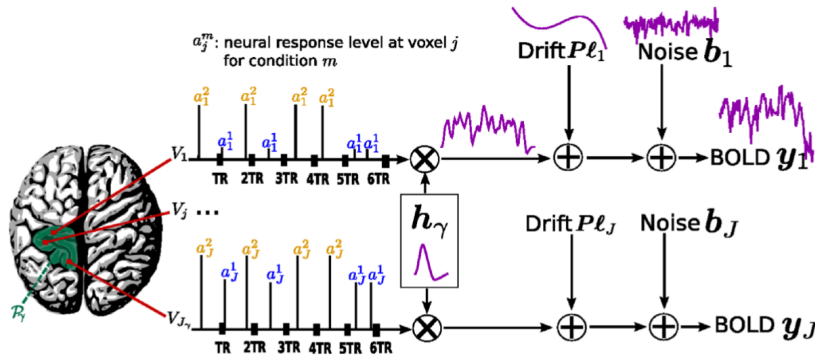 a_j^m: neural response level at voxel j
for condition m
Drift Pℓ_1
Noise b_1
a_1^2 a_1^1 a_1^2 a_1^1 a_1^2 a_1^2 a_1^1 a_1^1
V_1
TR 2TR 3TR 4TR 5TR 6TR
BOLD y_1
V_j ...
h_γ
Drift Pℓ_J
Noise b_J
a_J^2 a_J^1 a_J^2 a_J^1 a_J^2 a_J^2 a_J^1 a_J^1
P_γ
V_{J_γ}
TR 2TR 3TR 4TR 5TR 6TR
BOLD y_J